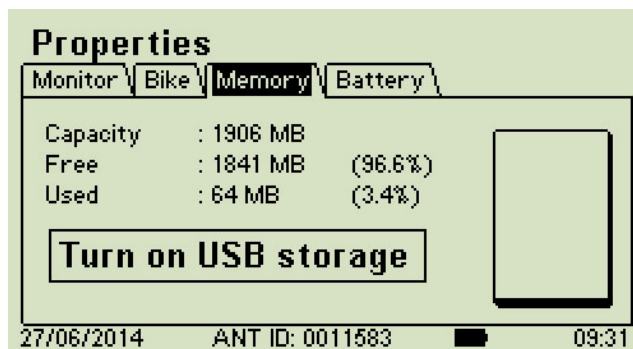 Properties
Monitor Bike Memory Battery
Capacity : 1906 MB
Free : 1841 MB (96.6%)
Used : 64 MB (3.4%)
Turn on USB storage
27/06/2014 ANT ID: 0011583 09:31